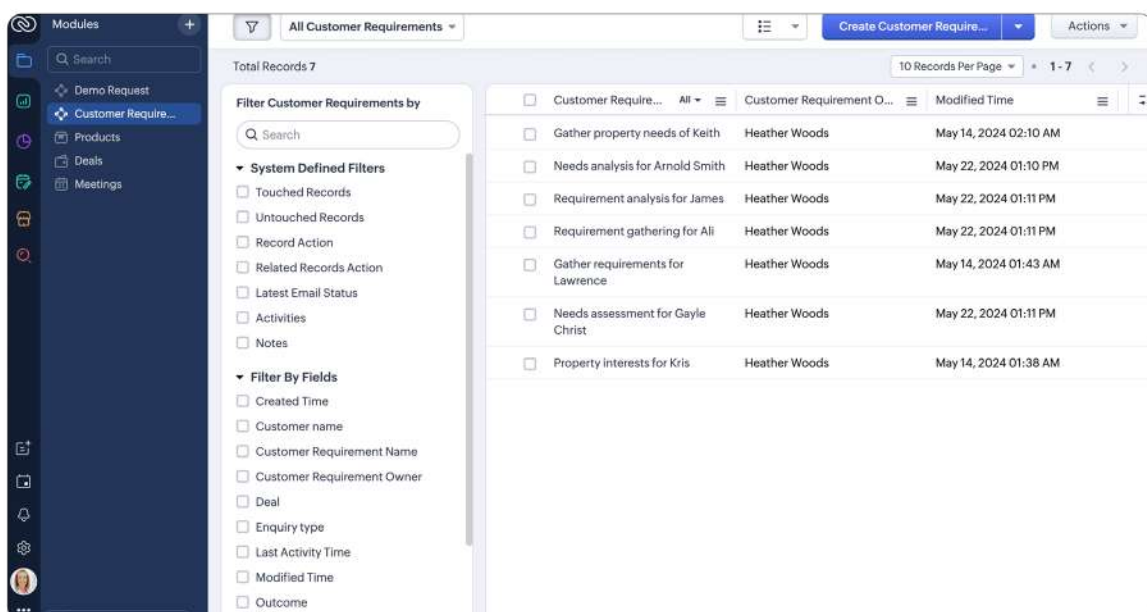 Modules
+
Search
Demo Request
Customer Require...
Products
Deals
Meetings
All Customer Requirements
Create Customer Require...
Actions
Total Records 7
10 Records Per Page
1 - 7
Filter Customer Requirements by
Search
System Defined Filters
Touched Records
Untouched Records
Record Action
Related Records Action
Latest Email Status
Activities
Notes
Filter By Fields
Created Time
Customer name
Customer Requirement Name
Customer Requirement Owner
Deal
Enquiry type
Last Activity Time
Modified Time
Outcome
Customer Require... All Customer Requirement O... Modified Time
Gather property needs of Keith Heather Woods May 14, 2024 02:10 AM
Needs analysis for Arnold Smith Heather Woods May 22, 2024 01:10 PM
Requirement analysis for James Heather Woods May 22, 2024 01:11 PM
Requirement gathering for Ali Heather Woods May 22, 2024 01:11 PM
Gather requirements for Heather Woods May 14, 2024 01:43 AM
Lawrence
Needs assessment for Gayle Heather Woods May 22, 2024 01:11 PM
Christ
Property interests for Kris Heather Woods May 14, 2024 01:38 AM